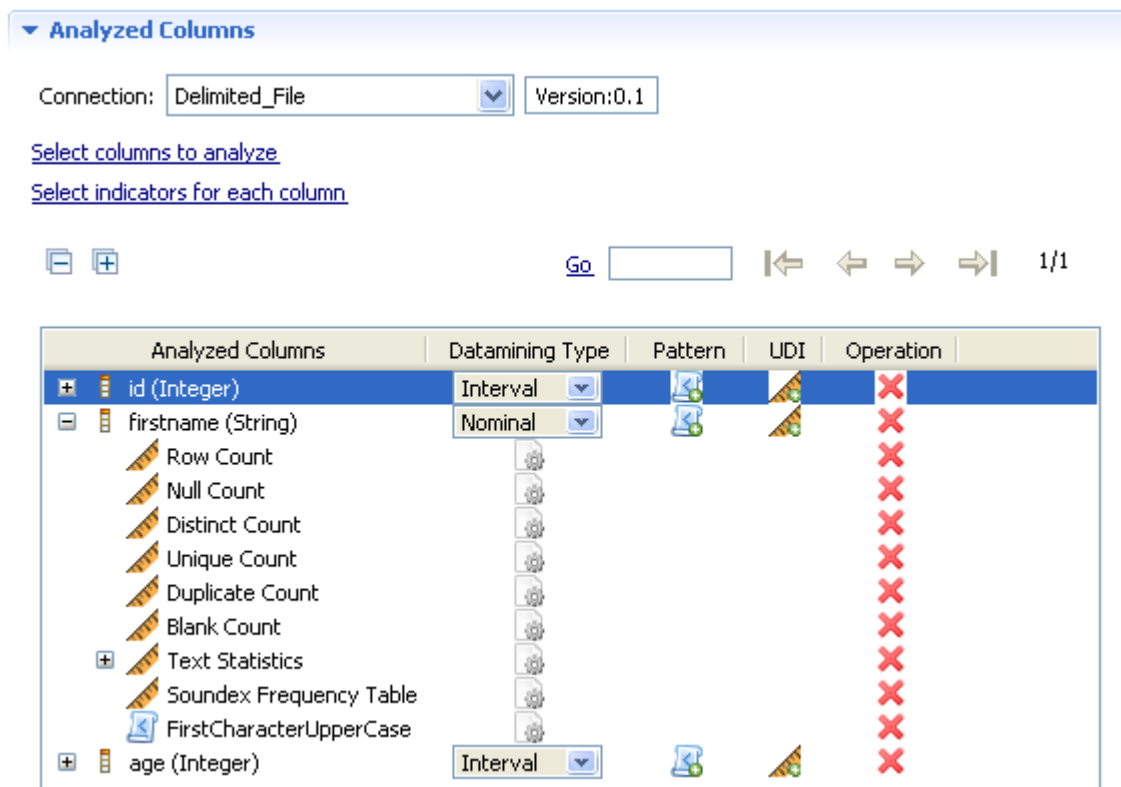 Analyzed Columns
Connection: Delimited_File Version:0.1
Select columns to analyze
Select indicators for each column
Go 1/1
Analyzed Columns Datamining Type Pattern UDI Operation
id (Integer) Interval
firstname (String) Nominal
Row Count
Null Count
Distinct Count
Unique Count
Duplicate Count
Blank Count
Text Statistics
Soundex Frequency Table
FirstCharacterUpperCase
age (Integer) Interval